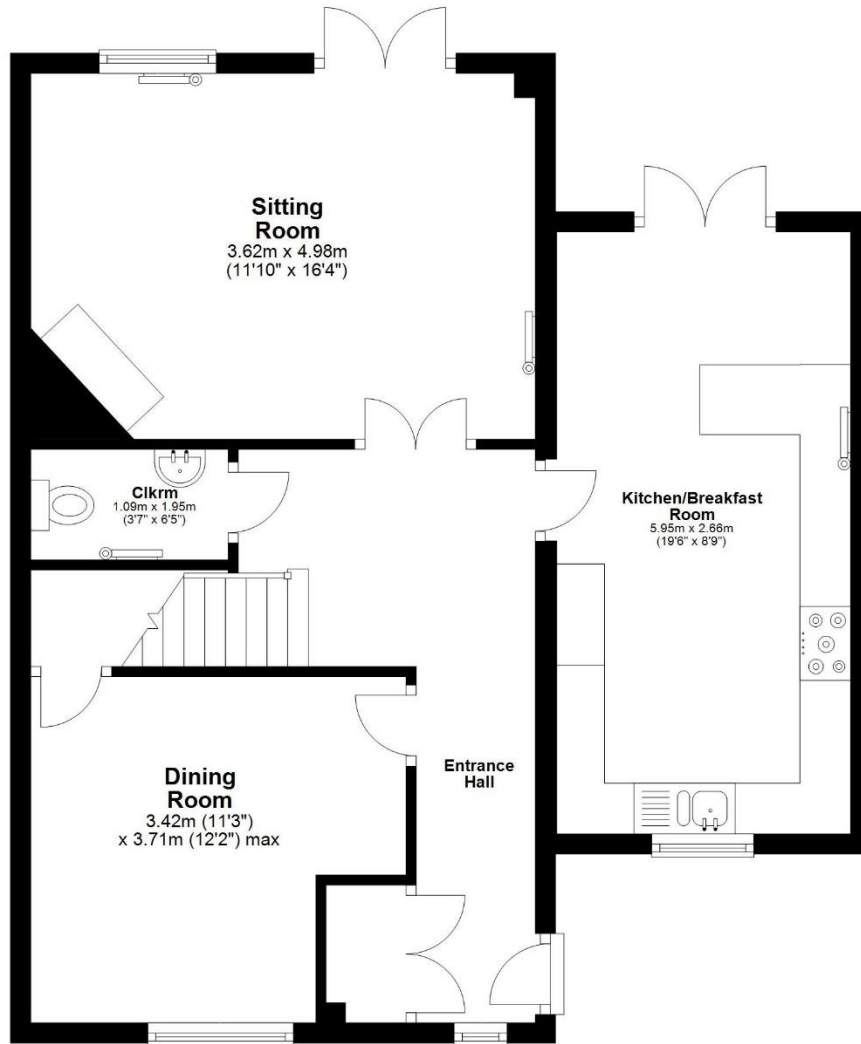 Sitting
Room
3.62m x 4.98m
(11'10" x 16'4")
Clkrm
1.09m x 1.95m
(3'7" x 6'5")
Kitchen/Breakfast
Room
5.95m x 2.66m
(19'6" x 8'9")
Entrance
Hall
Dining
Room
3.42m (11'3")
x 3.71m (12'2") max